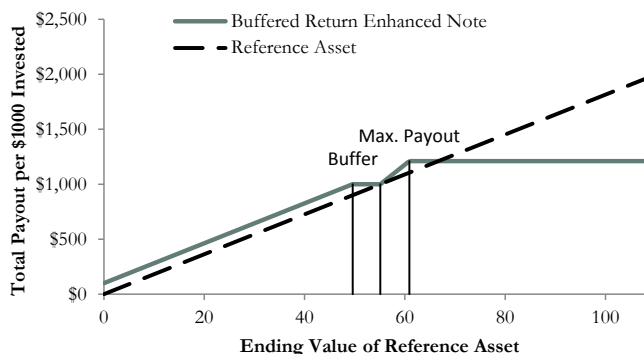 $2,500
$2,000
$1,500
$1,000
$500
$0
Total Payout per $1000 Invested
Buffered Return Enhanced Note
Reference Asset
Max. Payout
Buffer
0 20 40 60 80 100
Ending Value of Reference Asset